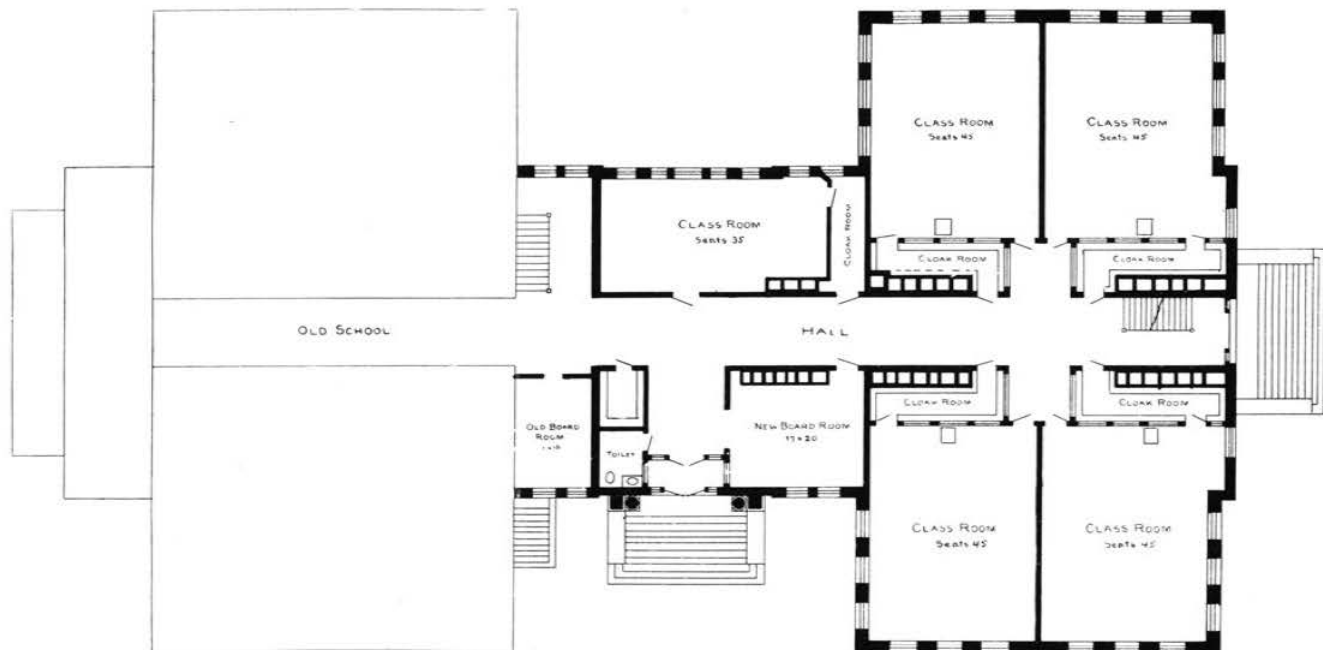 CLASS ROOM
Seats 45
CLASS ROOM
Seats 45
CLASS ROOM
Seats 35
CLOAK ROOM
CLOAK ROOM
CLOAK ROOM
OLD SCHOOL
HALL
CLOAK ROOM
CLOAK ROOM
OLD BOARD
ROOM
NEW BOARD ROOM
17 x 20
TOILET
CLASS ROOM
Seats 45
CLASS ROOM
Seats 45